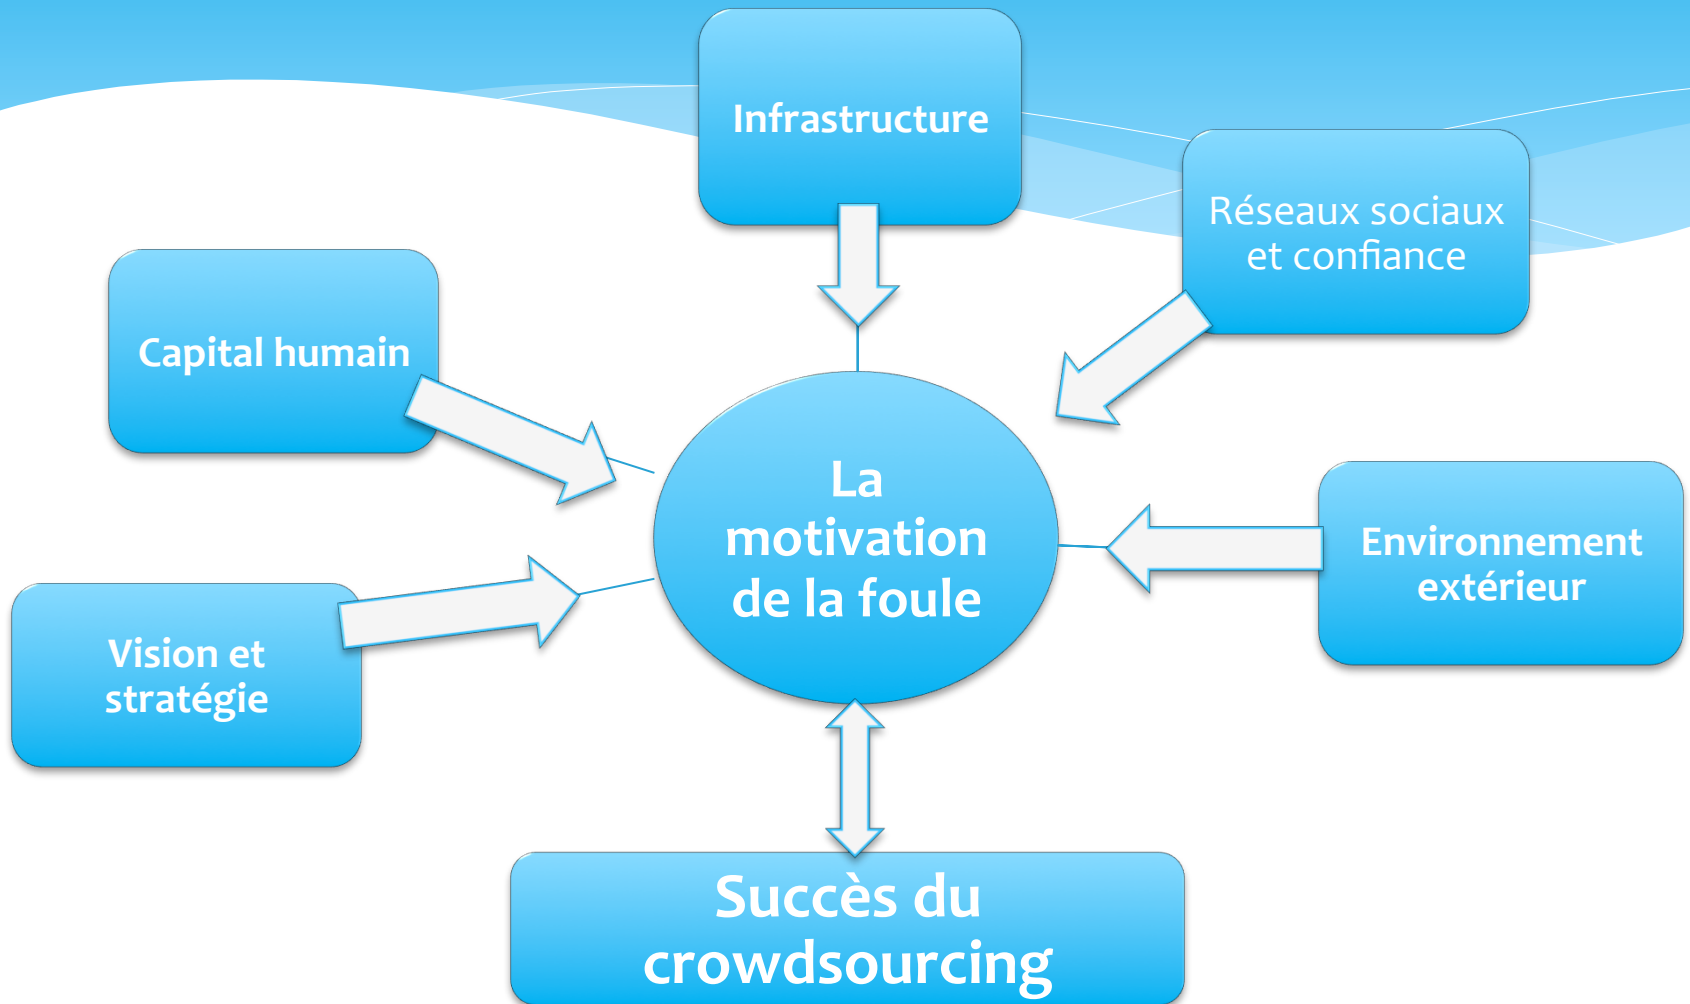 Infrastructure
Réseaux sociaux
et confiance
Capital humain
La
motivation
de la foule
Environnement
extérieur
Vision et
stratégie
Succès du
crowdsourcing